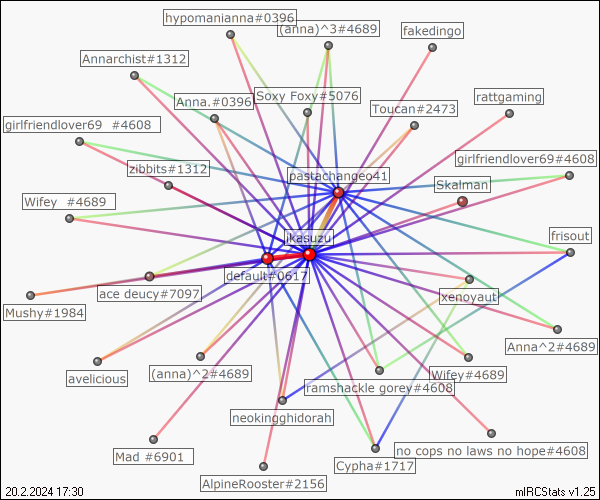 hypomanianna#0396
(anna)^3#4689
fakedingo
Annarchist#1312
Anna.#0396
Soxy Foxy#5076
Toucan#2473
rattgaming
girlfriendlover69 #4608
zibbits#1312
pastachangeo41
girlfriendlover69#4608
Skalman
Wifey #4689
ikasuzu
frisout
default#0617
ace deucy#7097
xenoyaut
Mushy#1984
Anna^2#4689
avelicious
(anna)^2#4689
ramshackle gorey#4608
Wifey#4689
neokingghidorah
Mad #6901
Cypha#1717
no cops no laws no hope#4608
AlpineRooster#2156
20.2.2024 17:30
mIRCStats v1.25